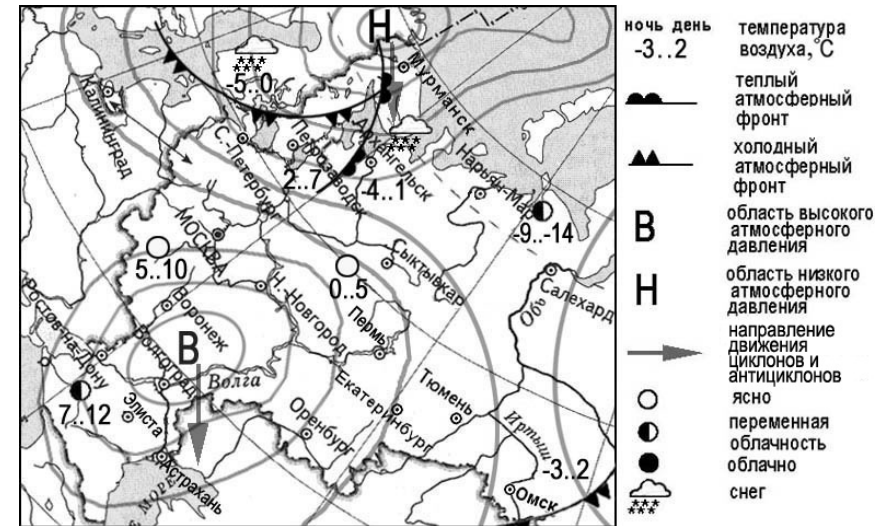 Н
Мурманск
-5..0
Калининград
С.-Петербург
Петрозаводск
Архангельск
Нарьян-Мар
2..7
-4..1
-9..-14
МОСКВА
5..10
Сыктывкар
0..5
Салехард
Обь
Воронеж
Н.-Новгород
Пермь
Ростов-на-Дону
Волгоград
В
Волга
Екатеринбург
Тюмень
7..12
Элиста
Оренбург
Иртыш
-3..2
Астрахань
МОРЕ
Омск
ночь день
-3..2
температура
воздуха, °С
теплый
атмосферный
фронт
холодный
атмосферный
фронт
В
область высокого
атмосферного
давления
Н
область низкого
атмосферного
давления
направление
движения
циклонов и
антициклонов
ясно
переменная
облачность
облачно
снег